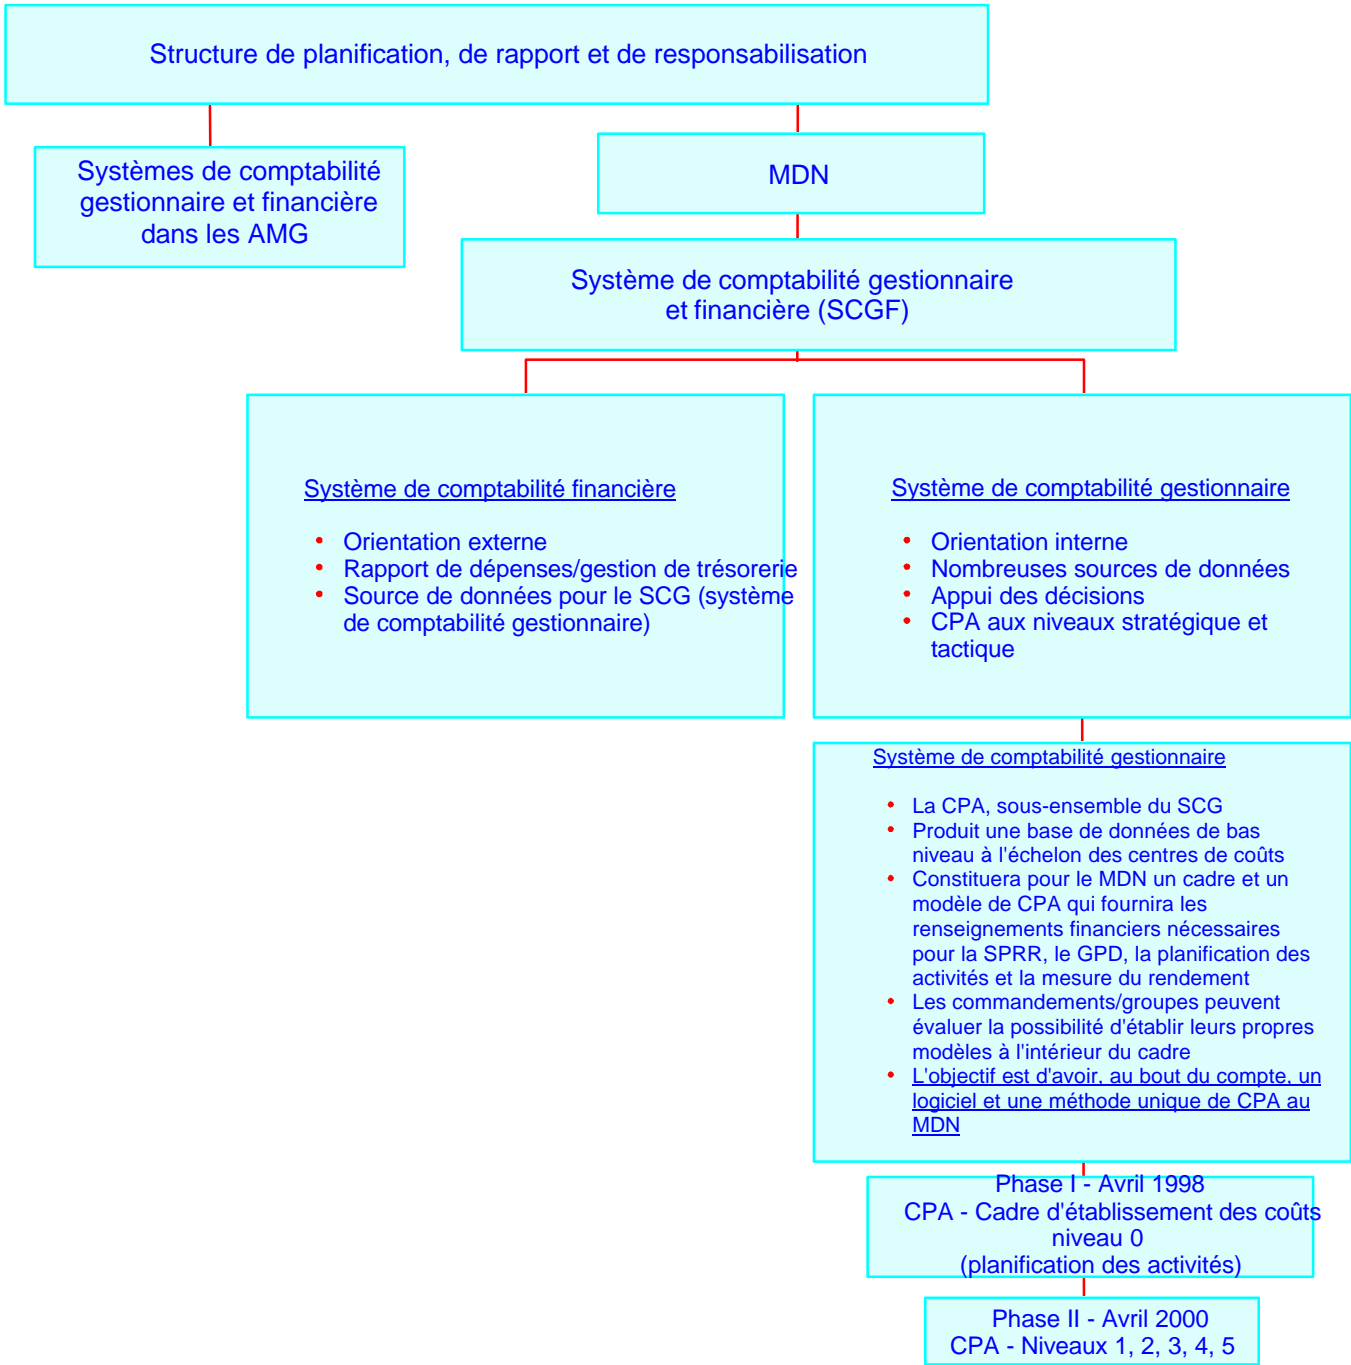 Structure de planification, de rapport et de responsabilisation
Systèmes de comptabilité
gestionnaire et financière
dans les AMG
MDN
Système de comptabilité gestionnaire
et financière (SCGF)
Système de comptabilité financière
• Orientation externe
• Rapport de dépenses/gestion de trésorerie
• Source de données pour le SCG (système
de comptabilité gestionnaire)
Système de comptabilité gestionnaire
• Orientation interne
• Nombreuses sources de données
• Appui des décisions
• CPA aux niveaux stratégique et
tactique
Système de comptabilité gestionnaire
• La CPA, sous-ensemble du SCG
• Produit une base de données de bas
niveau à l'échelon des centres de coûts
• Constituera pour le MDN un cadre et un
modèle de CPA qui fournira les
renseignements financiers nécessaires
pour la SPRR, le GPD, la planification des
activités et la mesure du rendement
• Les commandements/groupes peuvent
évaluer la possibilité d'établir leurs propres
modèles à l'intérieur du cadre
• L'objectif est d'avoir, au bout du compte, un
logiciel et une méthode unique de CPA au
MDN
Phase I - Avril 1998
CPA - Cadre d'établissement des coûts
niveau 0
(planification des activités)
Phase II - Avril 2000
CPA - Niveaux 1, 2, 3, 4, 5